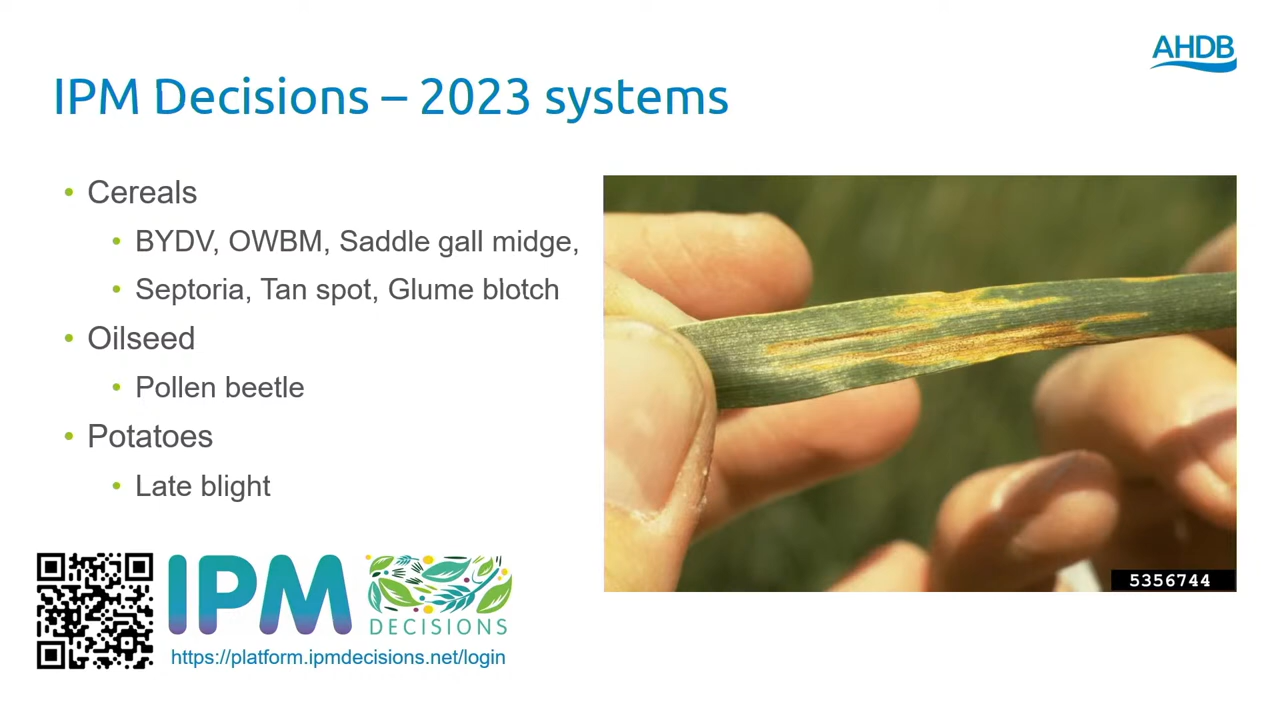 AHDB
IPM Decisions – 2023 systems
• Cereals
• BYDV, OWBM, Saddle gall midge,
• Septoria, Tan spot, Glume blotch
• Oilseed
• Pollen beetle
• Potatoes
• Late blight
5356744
IPM
DECISIONS
https://platform.ipmdecisions.net/login